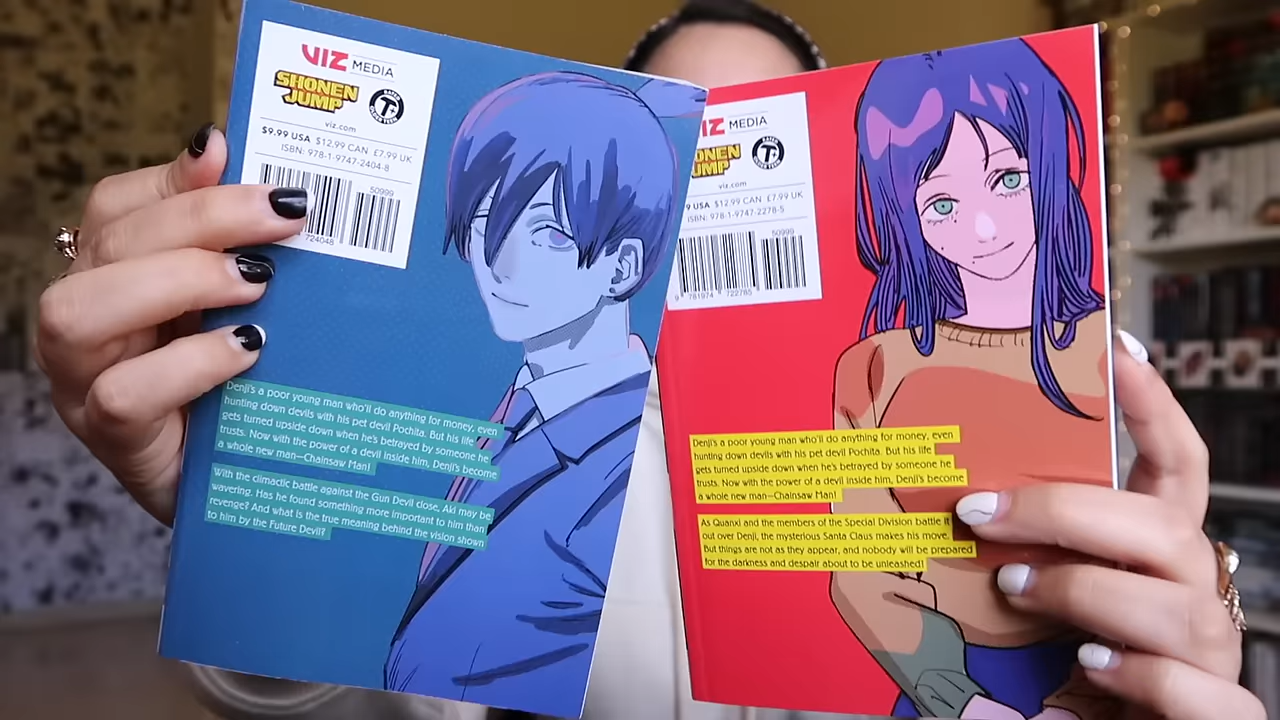 VIZ MEDIA
SHONEN
JUMP
RATED T+ OLDER TEEN
viz.com
$9.99 USA $12.99 CAN £7.99 UK
ISBN: 978-1-9747-2404-8
50999
724048
Denji's a poor young man who'll do anything for money, even
hunting down devils with his pet devil Pochita. But his life
gets turned upside down when he's betrayed by someone he
trusts. Now with the power of a devil inside him, Denji's become
a whole new man—Chainsaw Man!
With the climactic battle against the Gun Devil close, Aki may be
wavering. Has he found something more important to him than
revenge? And what is the true meaning behind the vision shown
to him by the Future Devil?
IZ MEDIA
ONEN
UMP
RATED T+ OLDER TEEN
viz.com
9 USA $12.99 CAN £7.99 UK
ISBN: 978-1-9747-2278-5
50999
9 781974 722785
Denji's a poor young man who'll do anything for money, even
hunting down devils with his pet devil Pochita. But his life
gets turned upside down when he's betrayed by someone he
trusts. Now with the power of a devil inside him, Denji's become
a whole new man—Chainsaw Man!
As Quanxi and the members of the Special Division battle it
out over Denji, the mysterious Santa Claus makes his move.
But things are not as they appear, and nobody will be prepared
for the darkness and despair about to be unleashed!